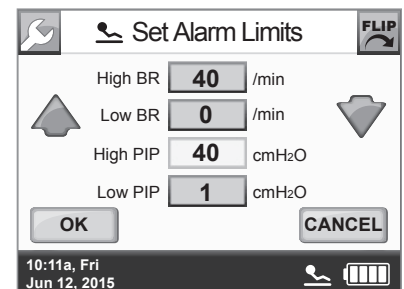 Set Alarm Limits
FLIP
High BR 40 /min
Low BR 0 /min
High PIP 40 cmH2O
Low PIP 1 cmH2O
OK CANCEL
10:11a, Fri
Jun 12, 2015